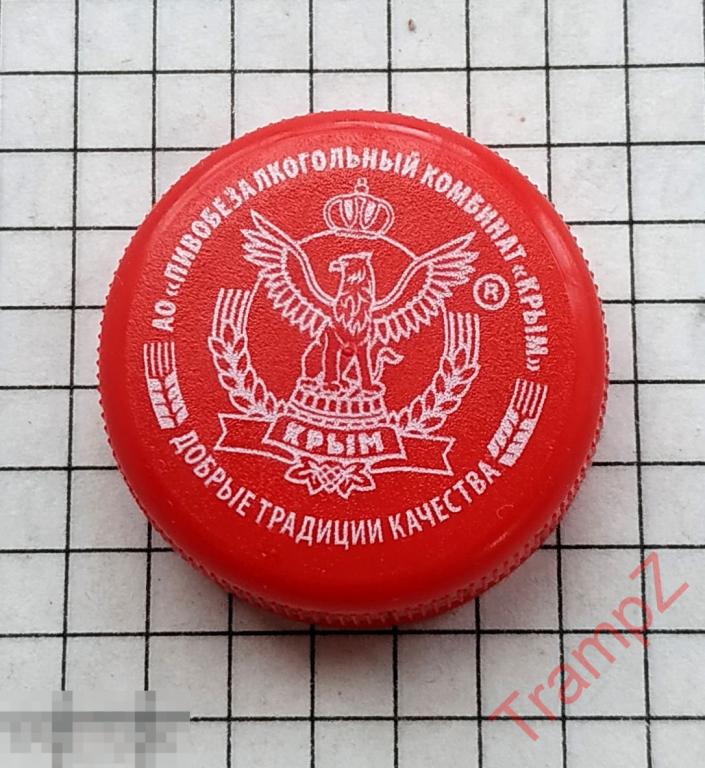 АО «ПИВОБЕЗАЛКОГОЛЬНЫЙ КОМБИНАТ «КРЫМ»
®
КРЫМ
ДОБРЫЕ ТРАДИЦИИ КАЧЕСТВА
TrampZ